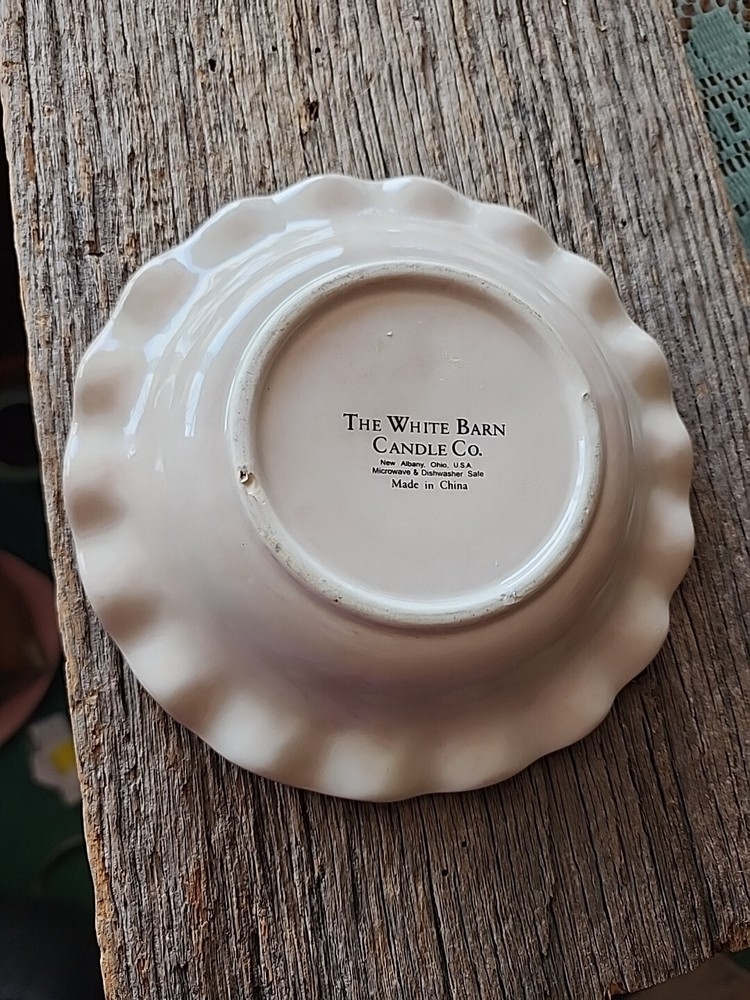 THE WHITE BARN
CANDLE CO.
New Albany, Ohio, U.S.A.
Microwave & Dishwasher Safe
Made in China